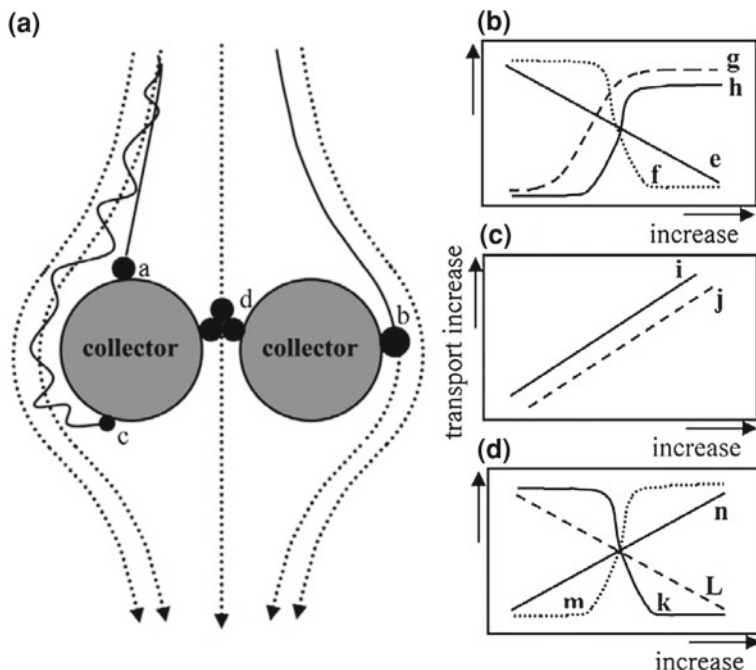 (a)
a
d
b
collector
collector
c
(b)
g
h
f
e
increase
(c)
i
j
transport increase
increase
(d)
n
L
m
k
increase